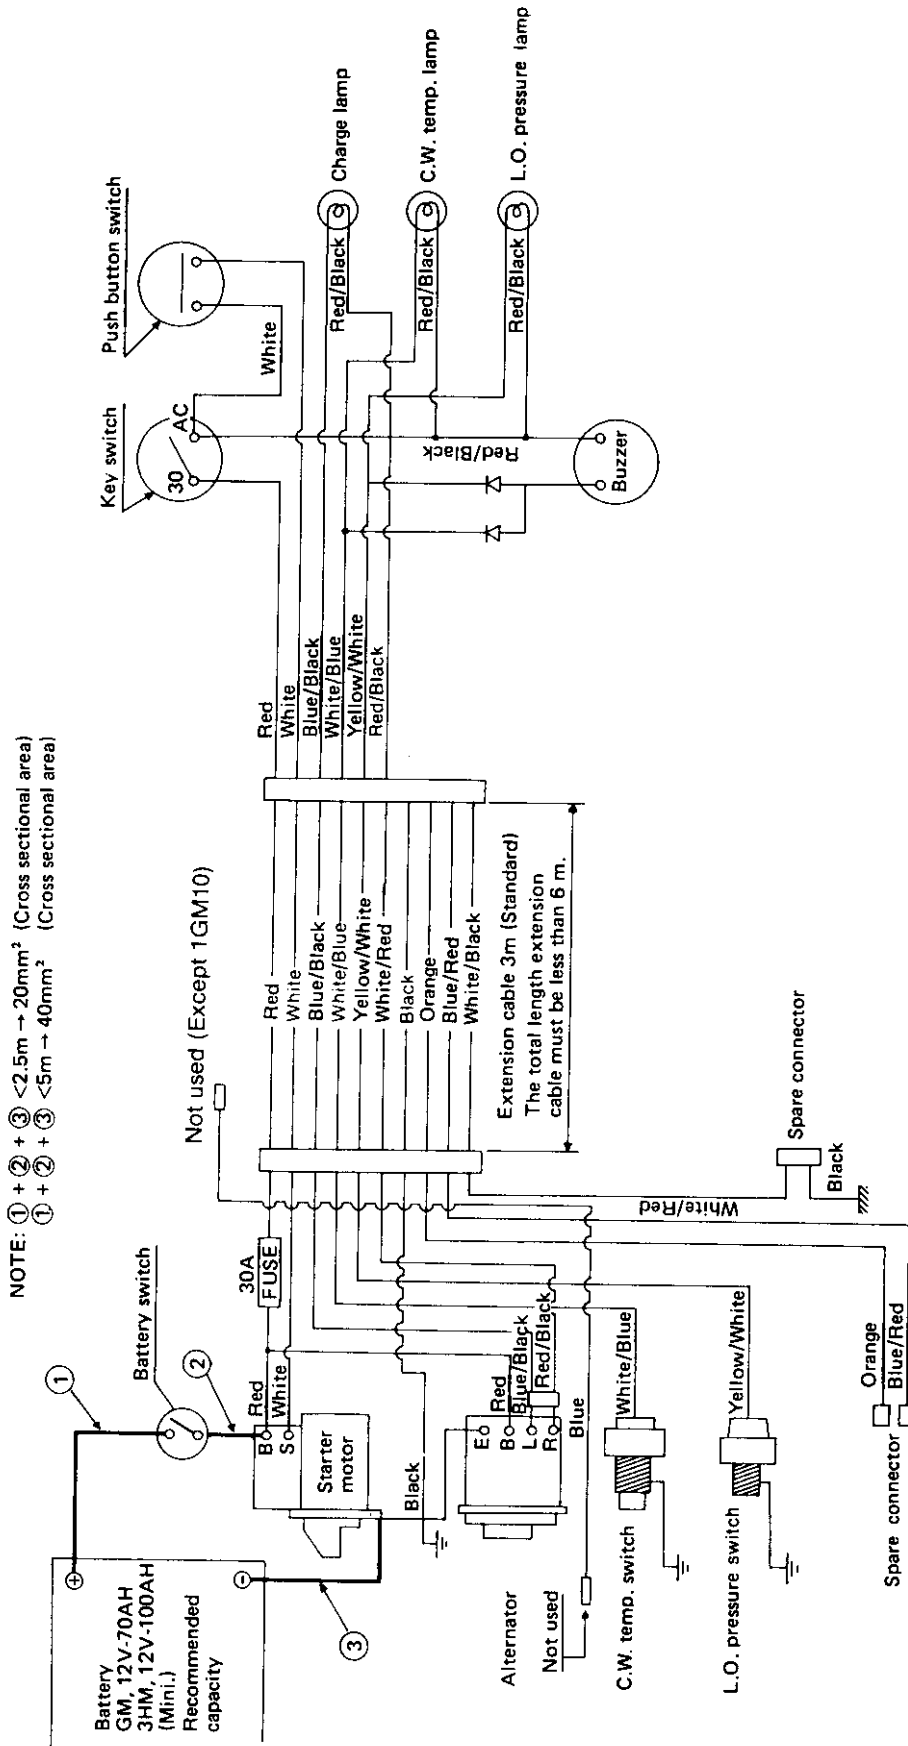 NOTE: ① + ② + ③ <2.5m → 20mm² (Cross sectional area)
① + ② + ③ <5m → 40mm² (Cross sectional area)
Battery
GM, 12V-70AH
3HM, 12V-100AH
(Mini.)
Recommended
capacity
⊕
⊖
①
②
③
Battery switch
30A
FUSE
Red
White
B
S
Starter
motor
Black
Alternator
E
B
L
R
Red
Blue/Black
Red/Black
Not used
Blue
C.W. temp. switch
White/Blue
L.O. pressure switch
Yellow/White
Spare connector
Orange
Blue/Red
Not used (Except 1GM10)
Red
White
Blue/Black
White/Blue
Yellow/White
White/Red
Black
Orange
Blue/Red
White/Black
Extension cable 3m (Standard)
The total length extension
cable must be less than 6 m.
White/Red
Spare connector
Black
Red
White
Blue/Black
White/Blue
Yellow/White
Red/Black
Key switch
30
AC
Push button switch
White
Red/Black
Buzzer
Red/Black
Charge lamp
Red/Black
C.W. temp. lamp
Red/Black
L.O. pressure lamp